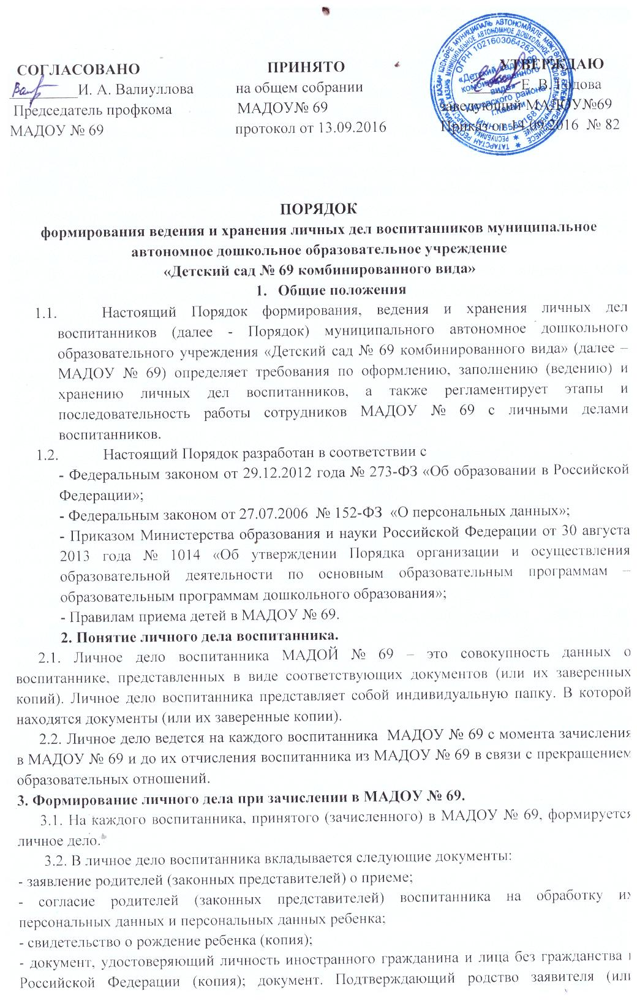 СОГЛАСОВАНО ПРИНЯТО УТВЕРЖДАЮ
И. А. Валиуллова на общем собрании Е. В.
Председатель профкома МАДОУ№ 69 заведующий МАДОУ№69
МАДОУ № 69 протокол от 13.09.2016 Приказ от 14.09.2016 № 82
ОГРН 1021603064262
«Детский сад №69
комбинированного
вида»
Кировского района
г.Казани
ПОРЯДОК
формирования ведения и хранения личных дел воспитанников муниципальное
автономное дошкольное образовательное учреждение
«Детский сад № 69 комбинированного вида»
1. Общие положения
1.1. Настоящий Порядок формирования, ведения и хранения личных дел
воспитанников (далее - Порядок) муниципального автономное дошкольного
образовательного учреждения «Детский сад № 69 комбинированного вида» (далее –
МАДОУ № 69) определяет требования по оформлению, заполнению (ведению) и
хранению личных дел воспитанников, а также регламентирует этапы и
последовательность работы сотрудников МАДОУ № 69 с личными делами
воспитанников.
1.2. Настоящий Порядок разработан в соответствии с
- Федеральным законом от 29.12.2012 года № 273-ФЗ «Об образовании в Российской
Федерации»;
- Федеральным законом от 27.07.2006 № 152-ФЗ «О персональных данных»;
- Приказом Министерства образования и науки Российской Федерации от 30 августа
2013 года № 1014 «Об утверждении Порядка организации и осуществления
образовательной деятельности по основным образовательным программам –
образовательным программам дошкольного образования»;
- Правилам приема детей в МАДОУ № 69.
2. Понятие личного дела воспитанника.
2.1. Личное дело воспитанника МАДОЙ № 69 – это совокупность данных о
воспитаннике, представленных в виде соответствующих документов (или их заверенных
копий). Личное дело воспитанника представляет собой индивидуальную папку. В которой
находятся документы (или их заверенные копии).
2.2. Личное дело ведется на каждого воспитанника МАДОУ № 69 с момента зачисления
в МАДОУ № 69 и до их отчисления воспитанника из МАДОУ № 69 в связи с прекращением
образовательных отношений.
3. Формирование личного дела при зачислении в МАДОУ № 69.
3.1. На каждого воспитанника, принятого (зачисленного) в МАДОУ № 69, формируется
личное дело.
3.2. В личное дело воспитанника вкладывается следующие документы:
- заявление родителей (законных представителей) о приеме;
- согласие родителей (законных представителей) воспитанника на обработку их
персональных данных и персональных данных ребенка;
- свидетельство о рождение ребенка (копия);
- документ, удостоверяющий личность иностранного гражданина и лица без гражданства в
Российской Федерации (копия); документ. Подтверждающий родство заявителя (или